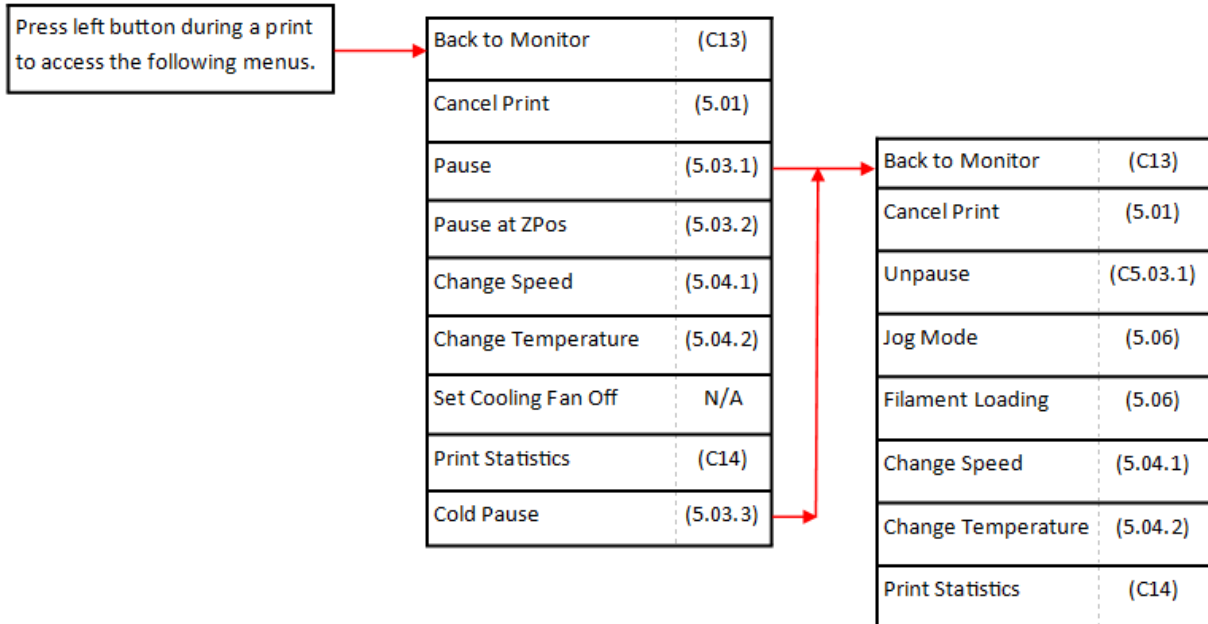 Press left button during a print
to access the following menus.
Back to Monitor (C13)
Cancel Print (5.01)
Pause (5.03.1)
Pause at ZPos (5.03.2)
Change Speed (5.04.1)
Change Temperature (5.04.2)
Set Cooling Fan Off N/A
Print Statistics (C14)
Cold Pause (5.03.3)
Back to Monitor (C13)
Cancel Print (5.01)
Unpause (C5.03.1)
Jog Mode (5.06)
Filament Loading (5.06)
Change Speed (5.04.1)
Change Temperature (5.04.2)
Print Statistics (C14)